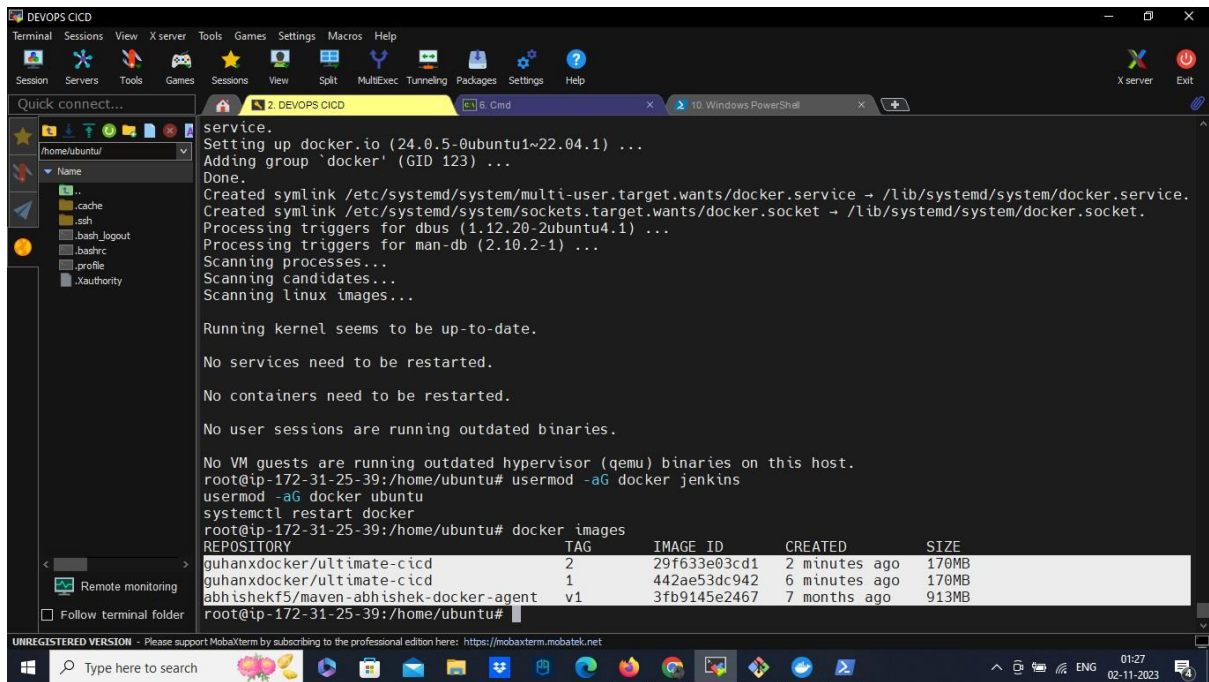 DEVOPS CICD
Terminal Sessions View X server Tools Games Settings Macros Help
Session Servers Tools Games Sessions View Split MultiExec Tunneling Packages Settings Help X server Exit
Quick connect... 2. DEVOPS CICD 6. Cmd 10. Windows PowerShell
/home/ubuntu/
Name
..
.cache
.ssh
.bash_logout
.bashrc
.profile
.Xauthority
Remote monitoring
Follow terminal folder
service.
Setting up docker.io (24.0.5-0ubuntu1~22.04.1) ...
Adding group `docker' (GID 123) ...
Done.
Created symlink /etc/systemd/system/multi-user.target.wants/docker.service → /lib/systemd/system/docker.service.
Created symlink /etc/systemd/system/sockets.target.wants/docker.socket → /lib/systemd/system/docker.socket.
Processing triggers for dbus (1.12.20-2ubuntu4.1) ...
Processing triggers for man-db (2.10.2-1) ...
Scanning processes...
Scanning candidates...
Scanning linux images...
Running kernel seems to be up-to-date.
No services need to be restarted.
No containers need to be restarted.
No user sessions are running outdated binaries.
No VM guests are running outdated hypervisor (qemu) binaries on this host.
root@ip-172-31-25-39:/home/ubuntu# usermod -aG docker jenkins
usermod -aG docker ubuntu
systemctl restart docker
root@ip-172-31-25-39:/home/ubuntu# docker images
REPOSITORY TAG IMAGE ID CREATED SIZE
guhanxdocker/ultimate-cicd 2 29f633e03cd1 2 minutes ago 170MB
guhanxdocker/ultimate-cicd 1 442ae53dc942 6 minutes ago 170MB
abhishekf5/maven-abhishek-docker-agent v1 3fb9145e2467 7 months ago 913MB
root@ip-172-31-25-39:/home/ubuntu#
UNREGISTERED VERSION - Please support MobaXterm by subscribing to the professional edition here: https://mobaxterm.mobatek.net
Type here to search ENG 01:27
02-11-2023 4